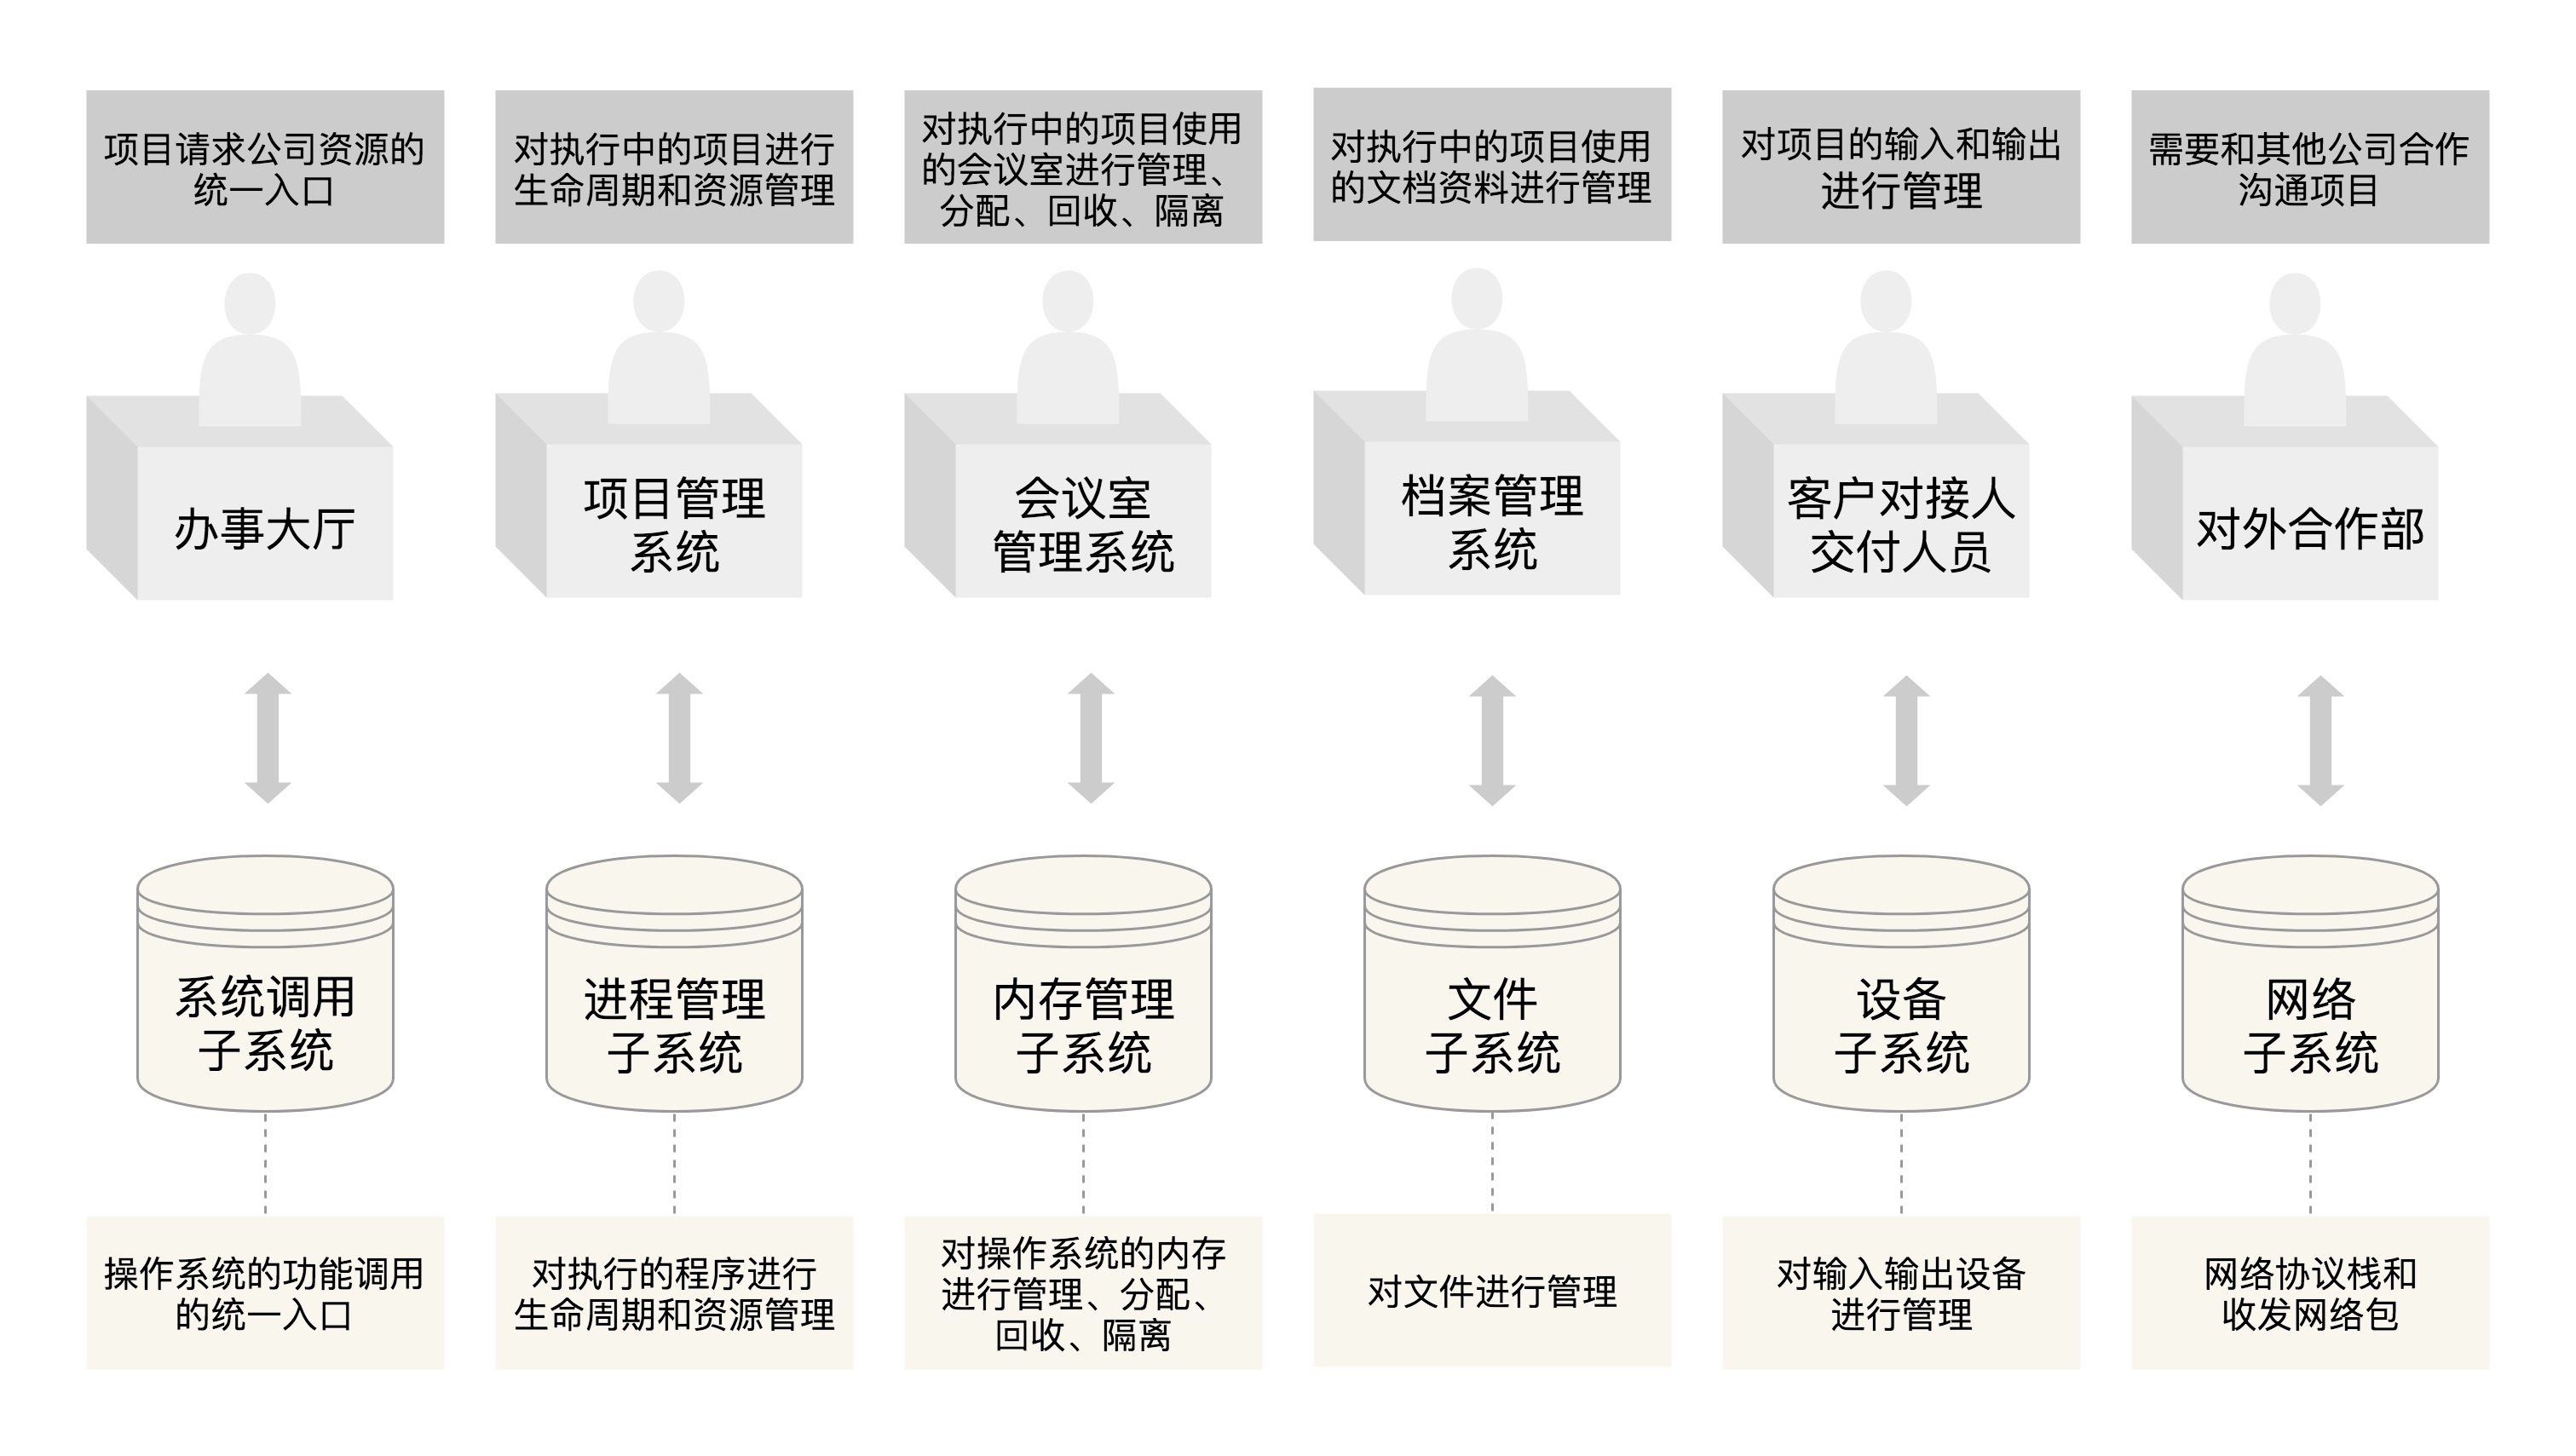 项目请求公司资源的
统一入口
对执行中的项目进行
生命周期和资源管理
对执行中的项目使用
的会议室进行管理、
分配、回收、隔离
对执行中的项目使用
的文档资料进行管理
对项目的输入和输出
进行管理
需要和其他公司合作
沟通项目
办事大厅
项目管理
系统
会议室
管理系统
档案管理
系统
客户对接人
交付人员
对外合作部
系统调用
子系统
进程管理
子系统
内存管理
子系统
文件
子系统
设备
子系统
网络
子系统
操作系统的功能调用
的统一入口
对执行的程序进行
生命周期和资源管理
对操作系统的内存
进行管理、分配、
回收、隔离
对文件进行管理
对输入输出设备
进行管理
网络协议栈和
收发网络包